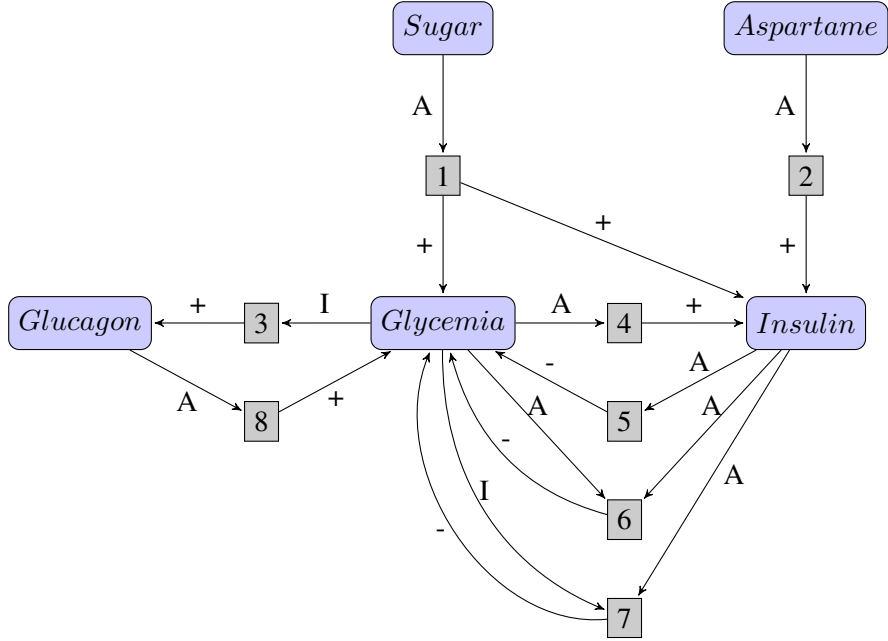 Sugar
Aspartame
A
A
1
2
+
+
+
Glucagon
+
3
I
Glycemia
A
4
+
Insulin
A
8
+
-
5
A
A
-
6
A
I
-
7
A